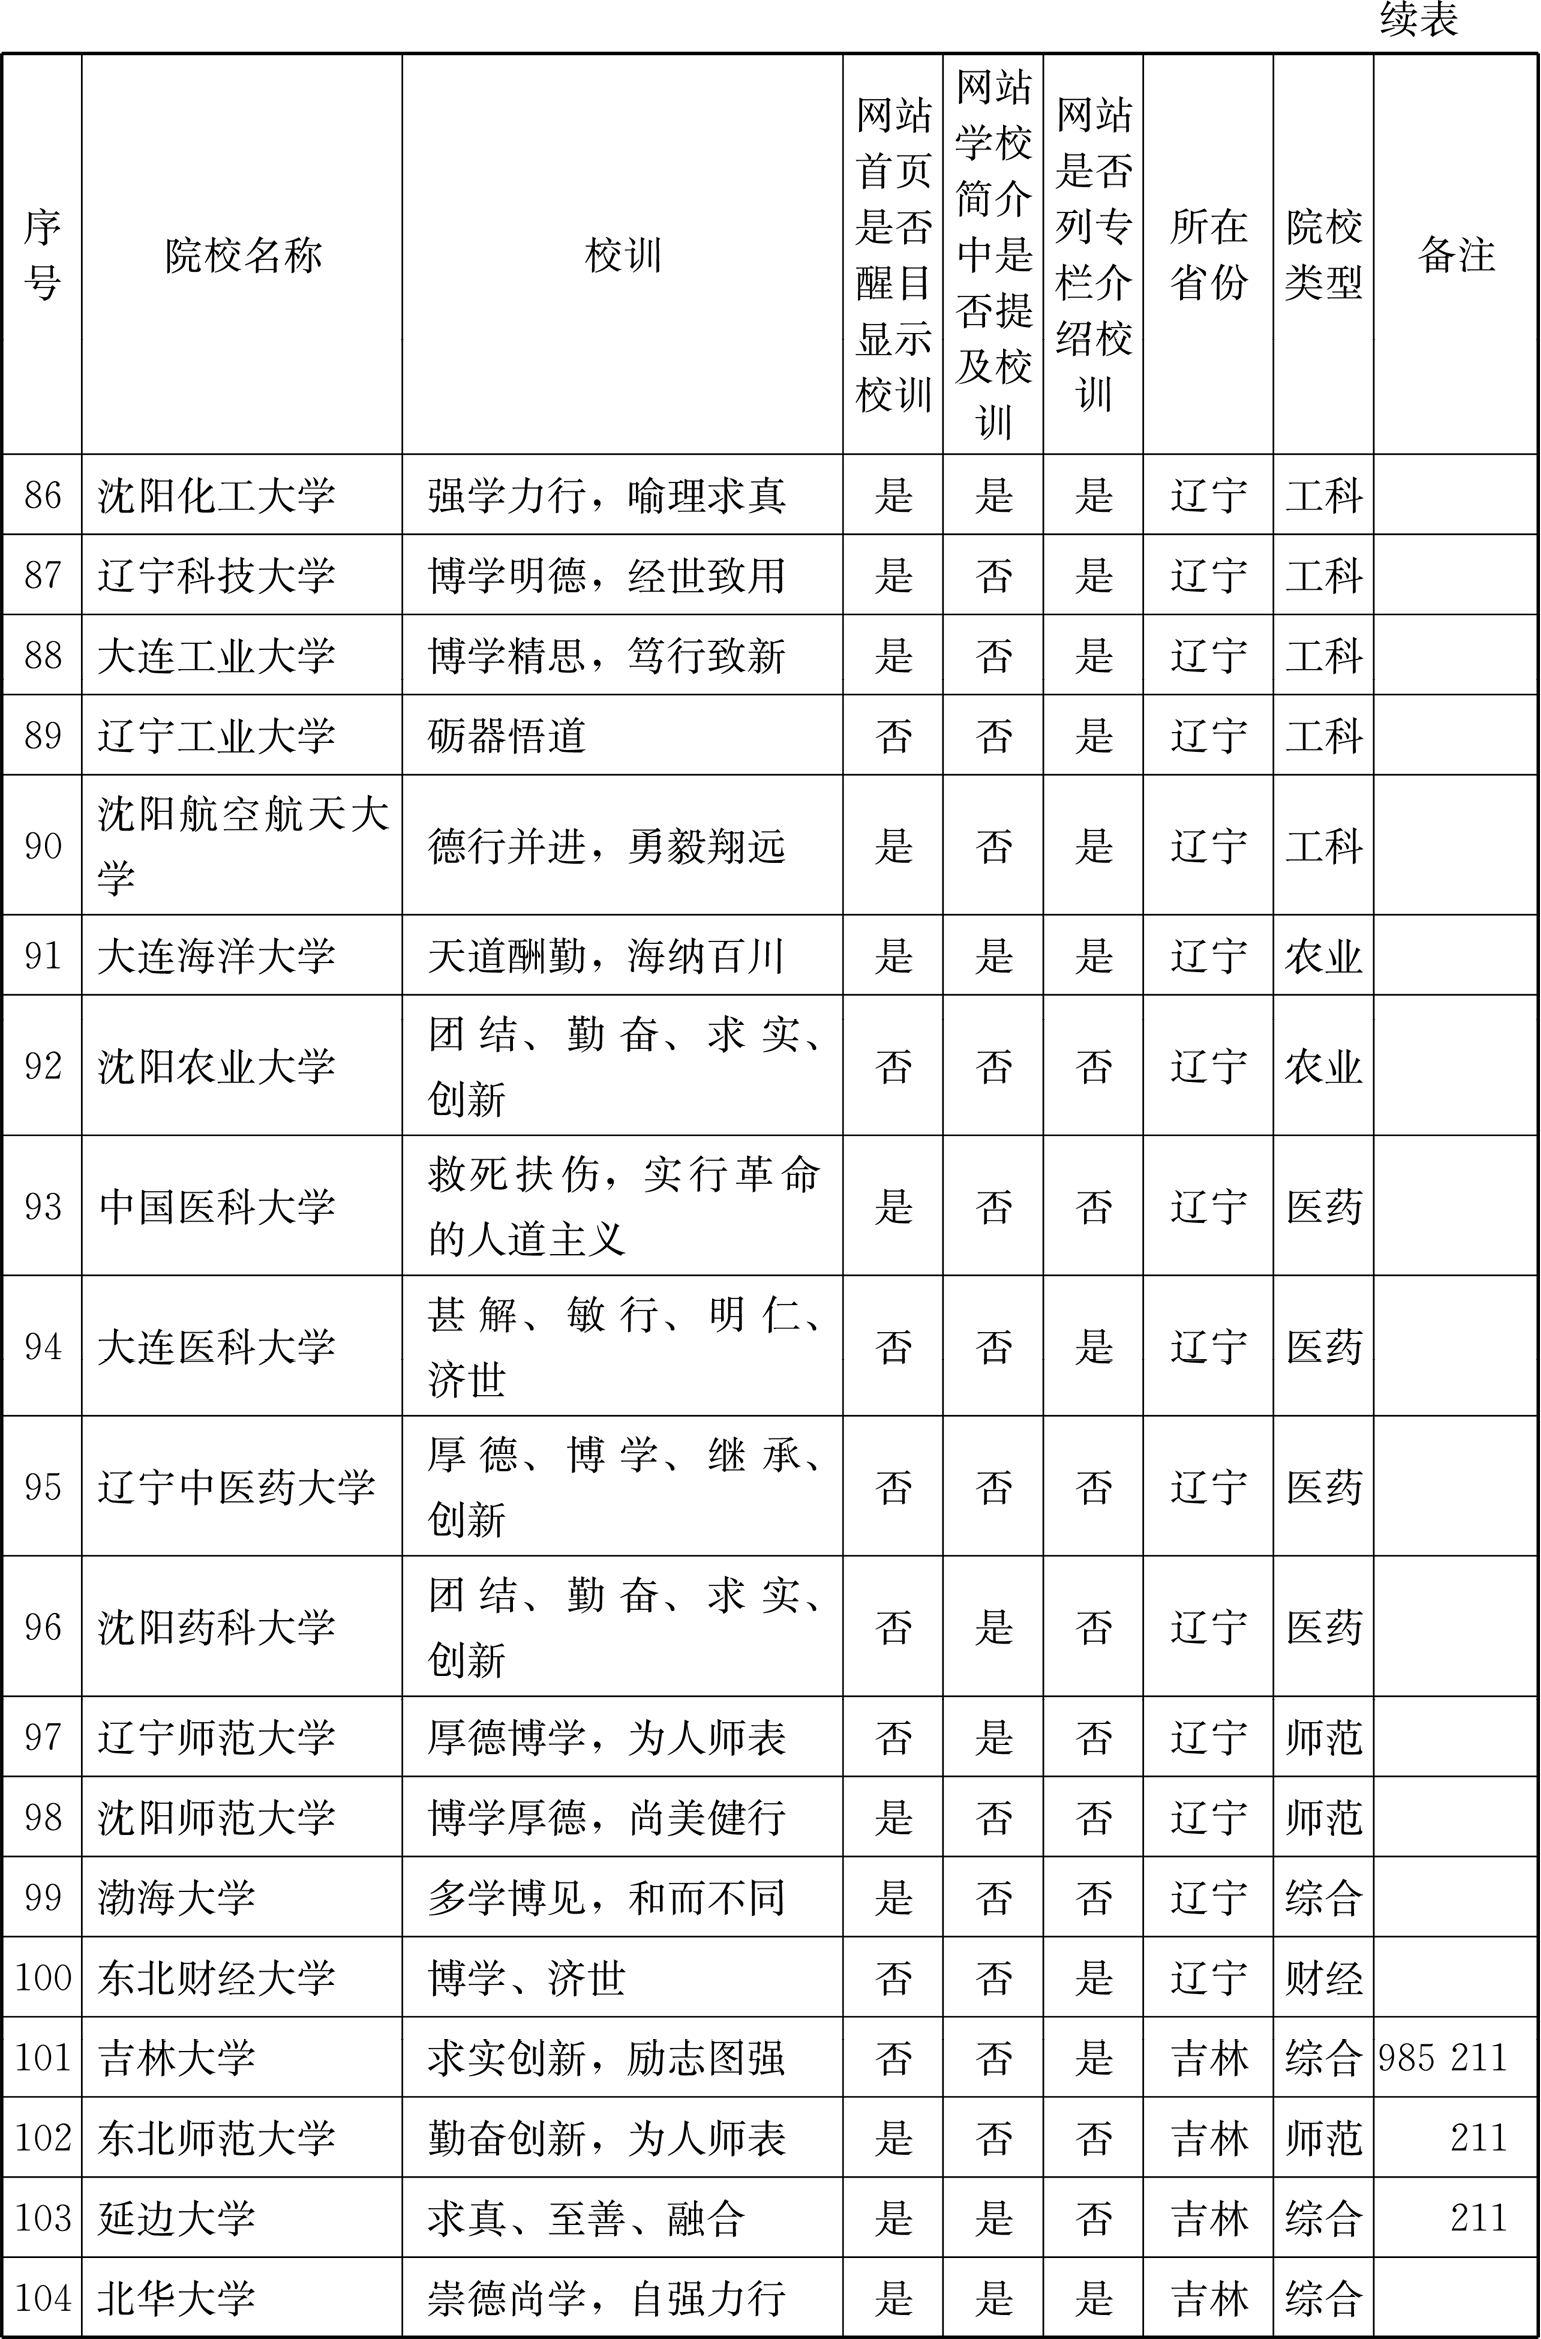 续表
序号 院校名称 校训 网站首页是否醒目显示校训 网站学校简介中是否提及校训 网站是否列专栏介绍校训 所在省份 院校类型 备注
86 沈阳化工大学 强学力行，喻理求真 是 是 是 辽宁 工科
87 辽宁科技大学 博学明德，经世致用 是 否 是 辽宁 工科
88 大连工业大学 博学精思，笃行致新 是 否 是 辽宁 工科
89 辽宁工业大学 砺器悟道 否 否 是 辽宁 工科
90 沈阳航空航天大学 德行并进，勇毅翔远 是 否 是 辽宁 工科
91 大连海洋大学 天道酬勤，海纳百川 是 是 是 辽宁 农业
92 沈阳农业大学 团结、勤奋、求实、创新 否 否 否 辽宁 农业
93 中国医科大学 救死扶伤，实行革命的人道主义 是 否 否 辽宁 医药
94 大连医科大学 甚解、敏行、明仁、济世 否 否 是 辽宁 医药
95 辽宁中医药大学 厚德、博学、继承、创新 否 否 否 辽宁 医药
96 沈阳药科大学 团结、勤奋、求实、创新 否 是 否 辽宁 医药
97 辽宁师范大学 厚德博学，为人师表 否 是 否 辽宁 师范
98 沈阳师范大学 博学厚德，尚美健行 是 否 否 辽宁 师范
99 渤海大学 多学博见，和而不同 是 否 否 辽宁 综合
100 东北财经大学 博学、济世 否 否 是 辽宁 财经
101 吉林大学 求实创新，励志图强 否 否 是 吉林 综合 985 211
102 东北师范大学 勤奋创新，为人师表 是 否 否 吉林 师范 211
103 延边大学 求真、至善、融合 是 是 否 吉林 综合 211
104 北华大学 崇德尚学，自强力行 是 是 是 吉林 综合